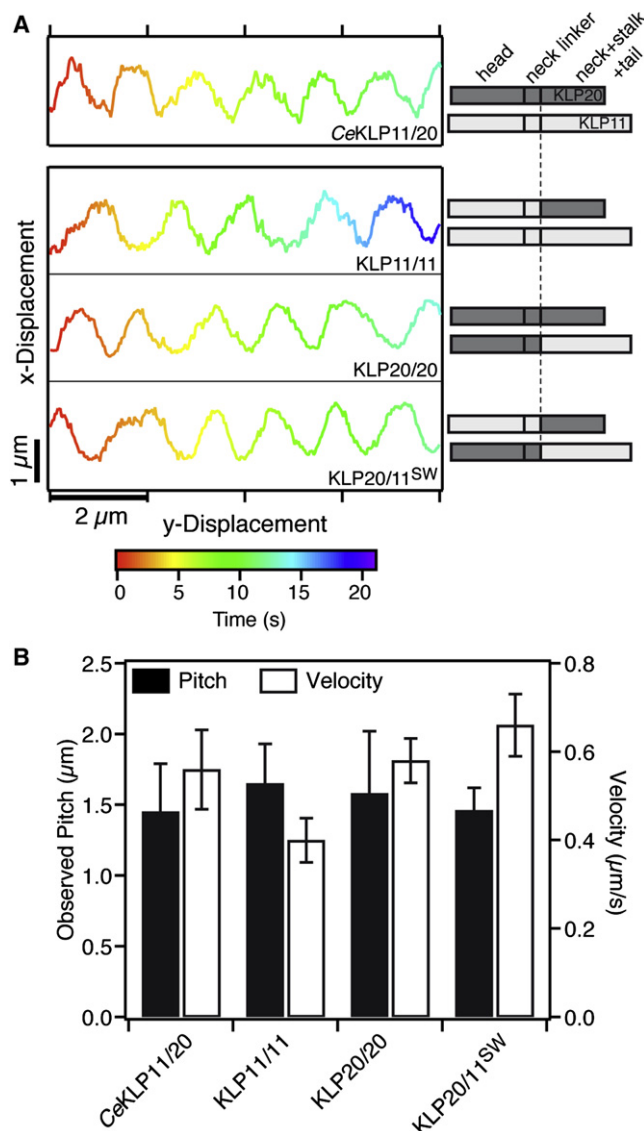 A
head
neck linker
neck+stalk
+tail
CeKLP11/20
KLP20
KLP11
KLP11/11
KLP20/20
KLP20/11SW
x-Displacement
1 μm
2 μm
y-Displacement
0 5 10 15 20
Time (s)
B
Pitch Velocity
Observed Pitch (μm)
2.5
2.0
1.5
1.0
0.5
0.0
0.8
0.6
0.4
0.2
0.0
Velocity (μm/s)
CeKLP11/20
KLP11/11
KLP20/20
KLP20/11SW